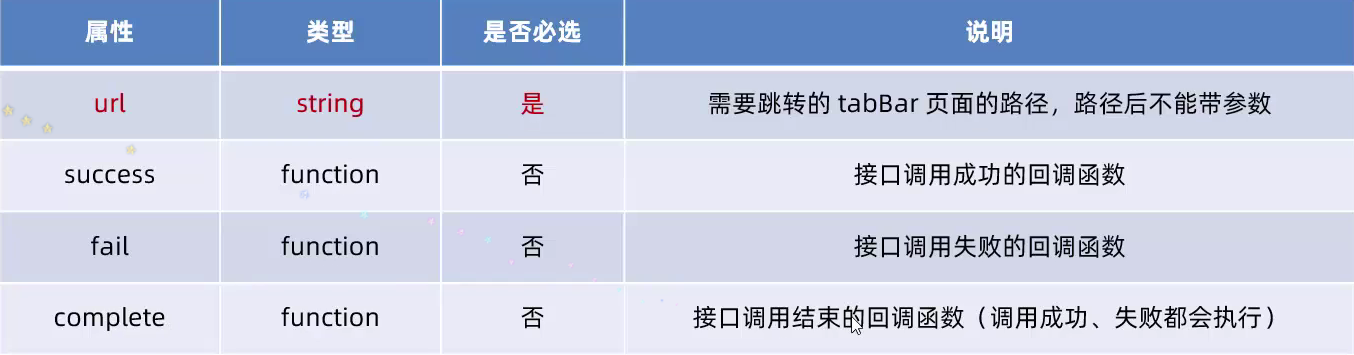 属性 类型 是否必选 说明
url string 是 需要跳转的 tabBar 页面的路径，路径后不能带参数
success function 否 接口调用成功的回调函数
fail function 否 接口调用失败的回调函数
complete function 否 接口调用结束的回调函数（调用成功、失败都会执行）